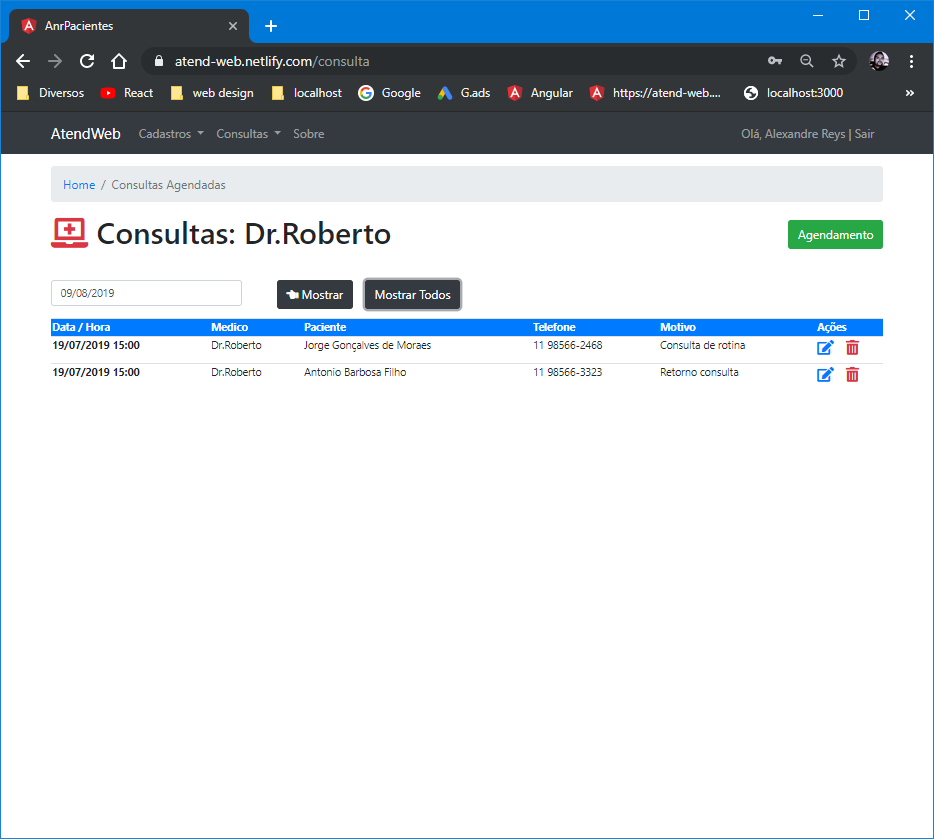 AnrPacientes
atend-web.netlify.com/consulta
Diversos React web design localhost Google G.ads Angular https://atend-web.... localhost:3000 »
AtendWeb Cadastros Consultas Sobre Olá, Alexandre Reys | Sair
Home / Consultas Agendadas
Consultas: Dr.Roberto Agendamento
09/08/2019 Mostrar Mostrar Todos
Data / Hora Medico Paciente Telefone Motivo Ações
19/07/2019 15:00 Dr.Roberto Jorge Gonçalves de Moraes 11 98566-2468 Consulta de rotina
19/07/2019 15:00 Dr.Roberto Antonio Barbosa Filho 11 98566-3323 Retorno consulta